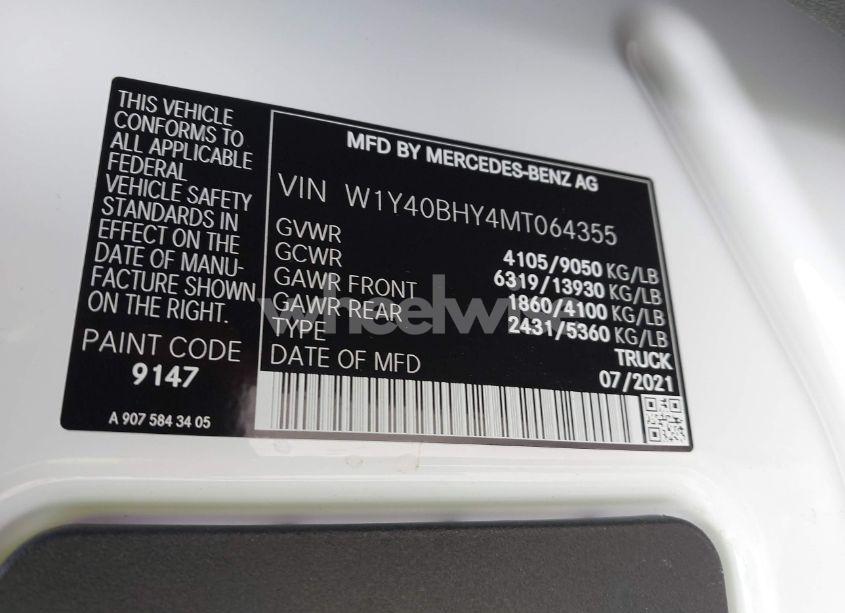 THIS VEHICLE
CONFORMS TO
ALL APPLICABLE
FEDERAL
VEHICLE SAFETY
STANDARDS IN
EFFECT ON THE
DATE OF MANU-
FACTURE SHOWN
ON THE RIGHT.
PAINT CODE
9147
A 907 584 34 05
MFD BY MERCEDES-BENZ AG
VIN W1Y40BHY4MT064355
GVWR 4105/9050 KG/LB
GCWR 6319/13930 KG/LB
GAWR FRONT 1860/4100 KG/LB
GAWR REAR 2431/5360 KG/LB
TYPE TRUCK
DATE OF MFD 07/2021